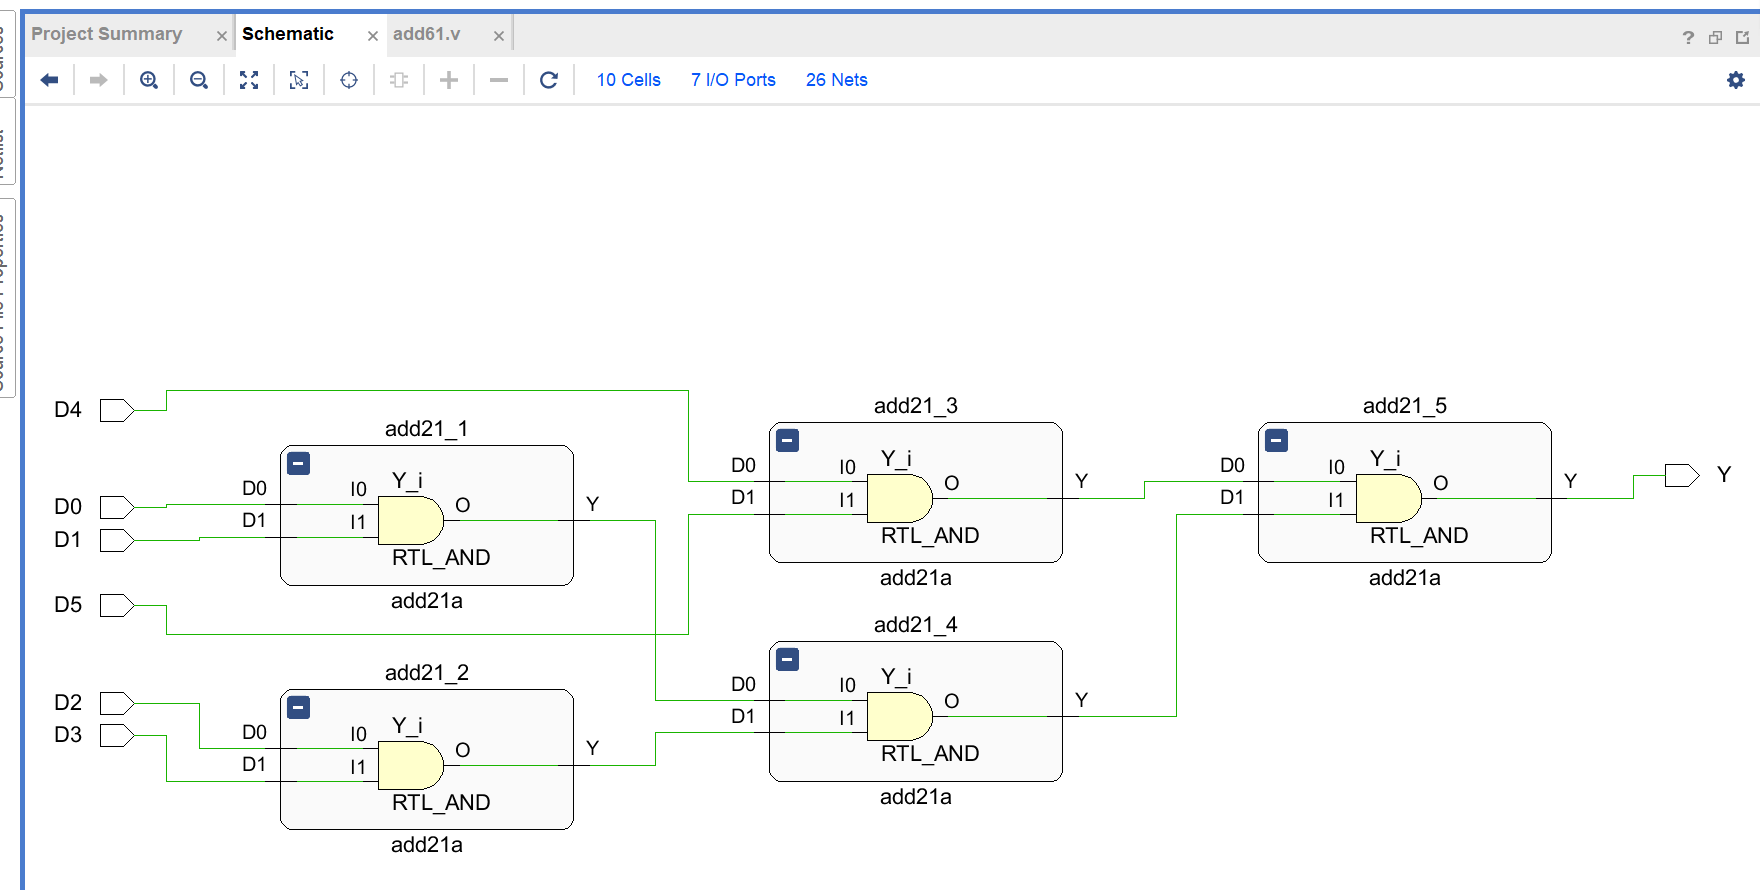 Project Summary
Schematic
add61.v
10 Cells
7 I/O Ports
26 Nets
D4
D0
D1
D5
D2
D3
add21_1
D0
D1
I0
I1
Y_i
O
RTL_AND
Y
add21a
add21_2
D0
D1
I0
I1
Y_i
O
RTL_AND
Y
add21a
add21_3
D0
D1
I0
I1
Y_i
O
RTL_AND
Y
add21a
add21_4
D0
D1
I0
I1
Y_i
O
RTL_AND
Y
add21a
add21_5
D0
D1
I0
I1
Y_i
O
RTL_AND
Y
add21a
Y